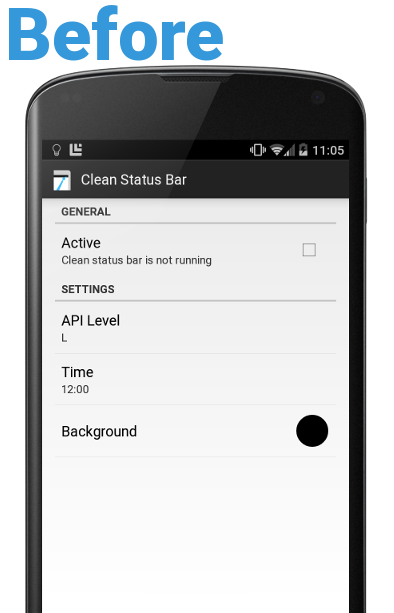 Before
11:05
Clean Status Bar
GENERAL
Active
Clean status bar is not running
SETTINGS
API Level
L
Time
12:00
Background